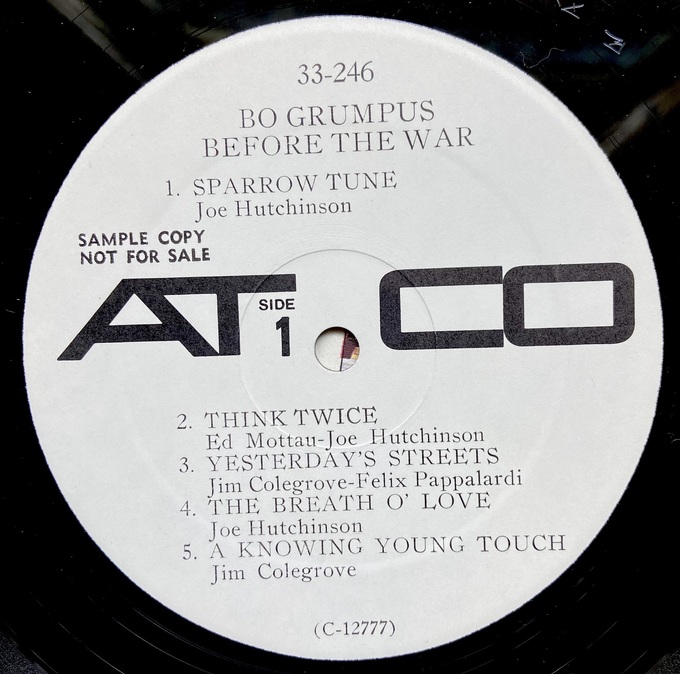 33-246
BO GRUMPUS
BEFORE THE WAR
1. SPARROW TUNE
Joe Hutchinson
SAMPLE COPY
NOT FOR SALE
ATCO
SIDE
1
2. THINK TWICE
Ed Mottau-Joe Hutchinson
3. YESTERDAY'S STREETS
Jim Colegrove-Felix Pappalardi
4. THE BREATH O' LOVE
Joe Hutchinson
5. A KNOWING YOUNG TOUCH
Jim Colegrove
(C-12777)